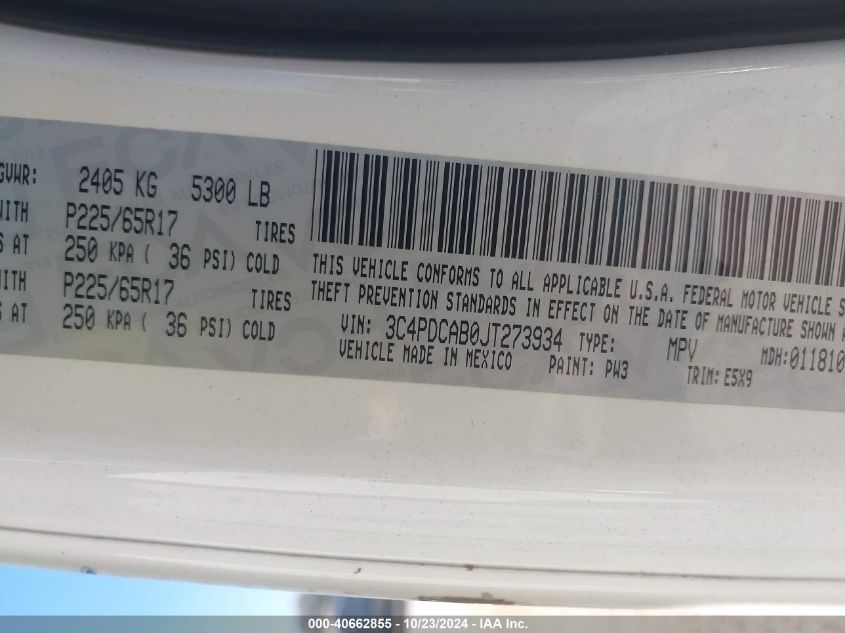 GVWR: 2405 KG 5300 LB
WITH P225/65R17 TIRES
S AT 250 KPA ( 36 PSI) COLD
WITH P225/65R17 TIRES
S AT 250 KPA ( 36 PSI) COLD
THIS VEHICLE CONFORMS TO ALL APPLICABLE U.S.A. FEDERAL MOTOR VEHICLE S
THEFT PREVENTION STANDARDS IN EFFECT ON THE DATE OF MANUFACTURE SHOWN A
VIN: 3C4PDCAB0JT273934 TYPE: MPV MDH:011810
VEHICLE MADE IN MEXICO PAINT: PW3 TRIM: E5X9
000-40662855 - 10/23/2024 - IAA Inc.